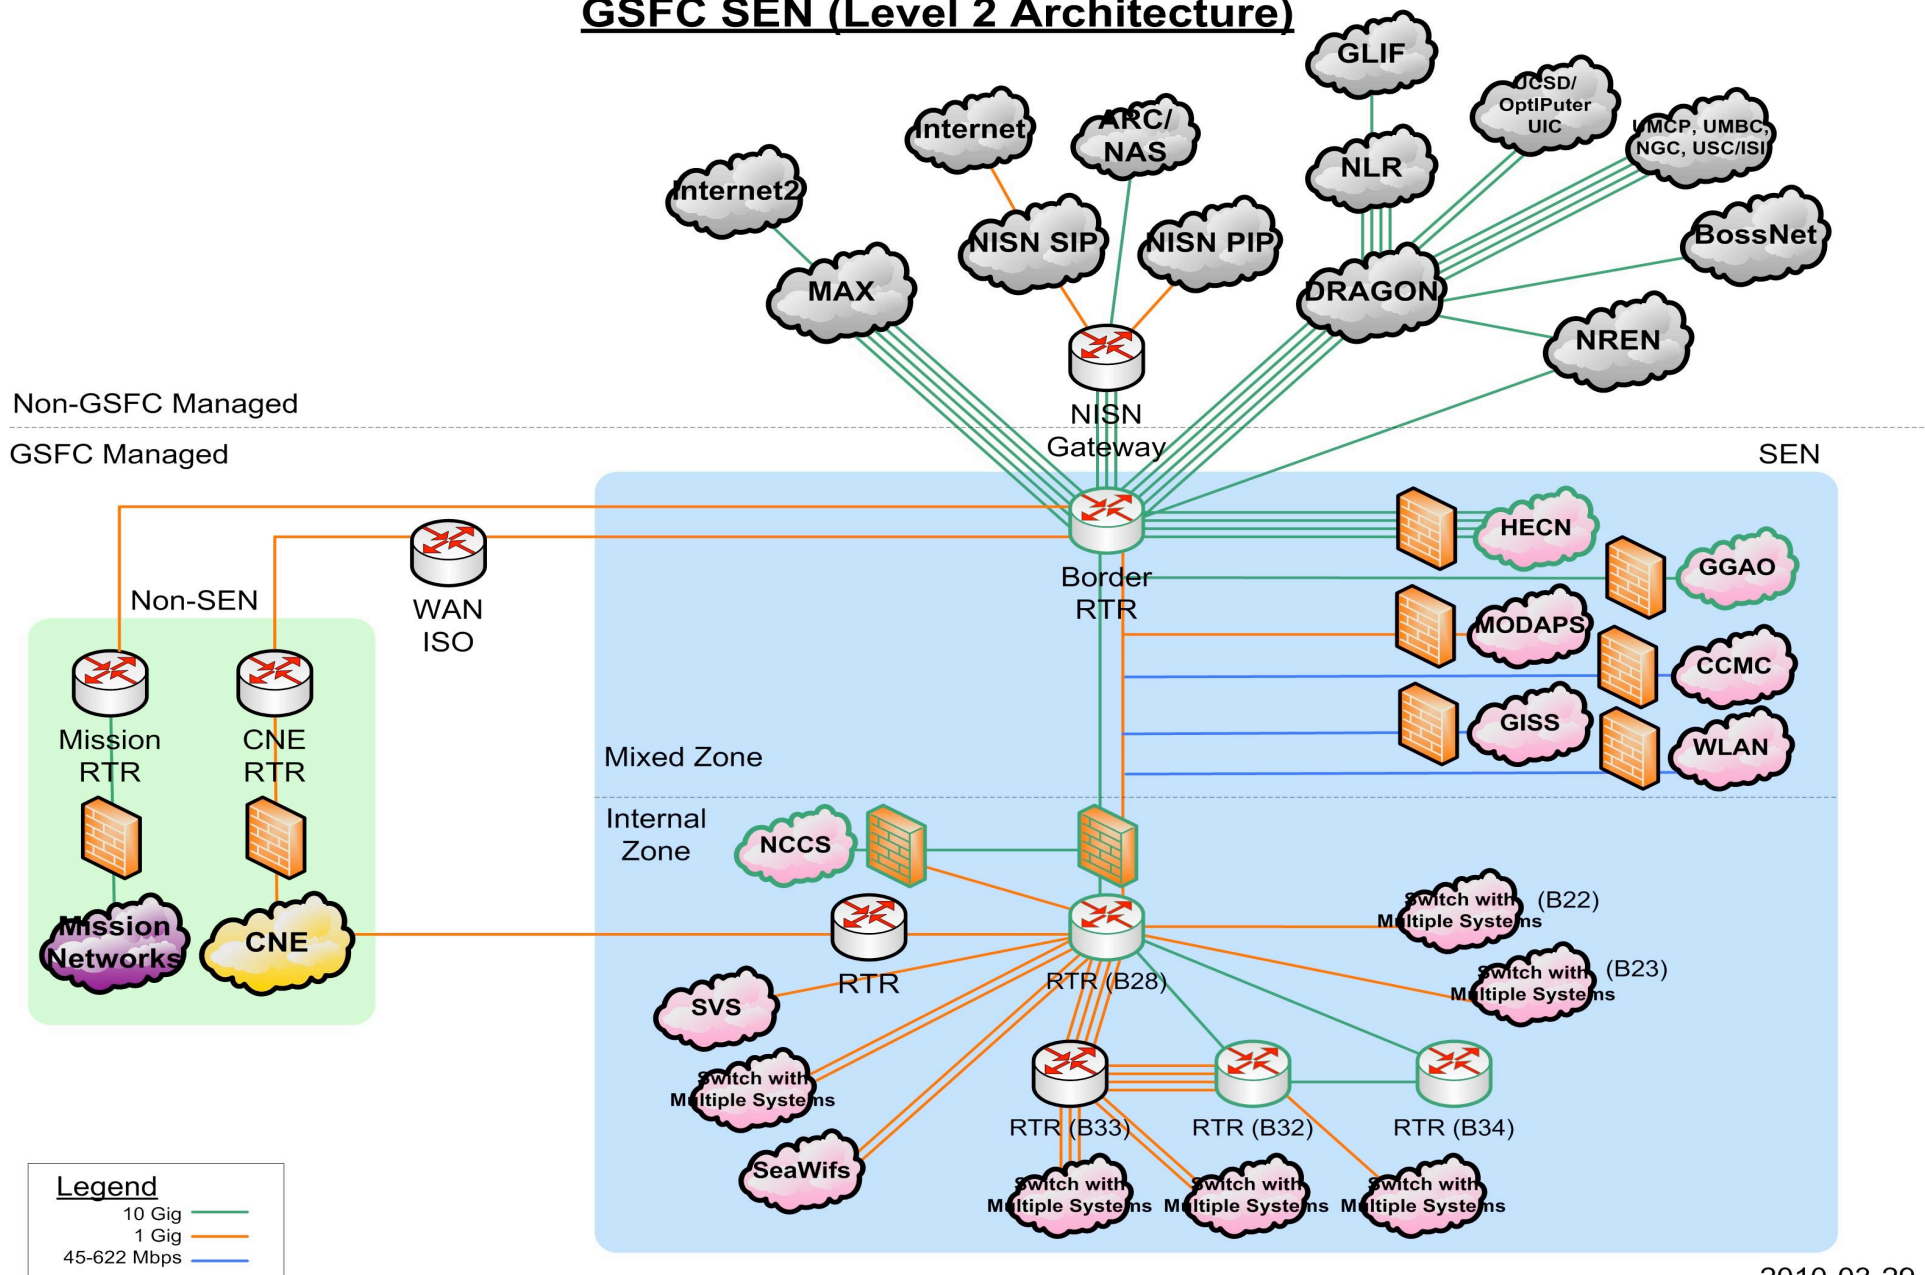 GSFC SEN (Level 2 Architecture)
GLIF
UCSD/
OptIPuter
UIC
Internet
ARC/
NAS
UMCP, UMBC,
NGC, USC/ISI
NLR
Internet2
NISN SIP
NISN PIP
BossNet
MAX
DRAGON
NREN
Non-GSFC Managed
NISN
Gateway
GSFC Managed
SEN
HECN
GGAO
Border
RTR
Non-SEN
WAN
ISO
MODAPS
CCMC
GISS
WLAN
Mission
RTR
CNE
RTR
Mixed Zone
Internal
Zone
NCCS
Mission
Networks
CNE
Switch with
Multiple Systems
(B22)
Switch with
Multiple Systems
(B23)
RTR
RTR (B28)
SVS
Switch with
Multiple Systems
RTR (B33)
RTR (B32)
RTR (B34)
SeaWifs
Switch with
Multiple Systems
Switch with
Multiple Systems
Switch with
Multiple Systems
Legend
10 Gig
1 Gig
45-622 Mbps